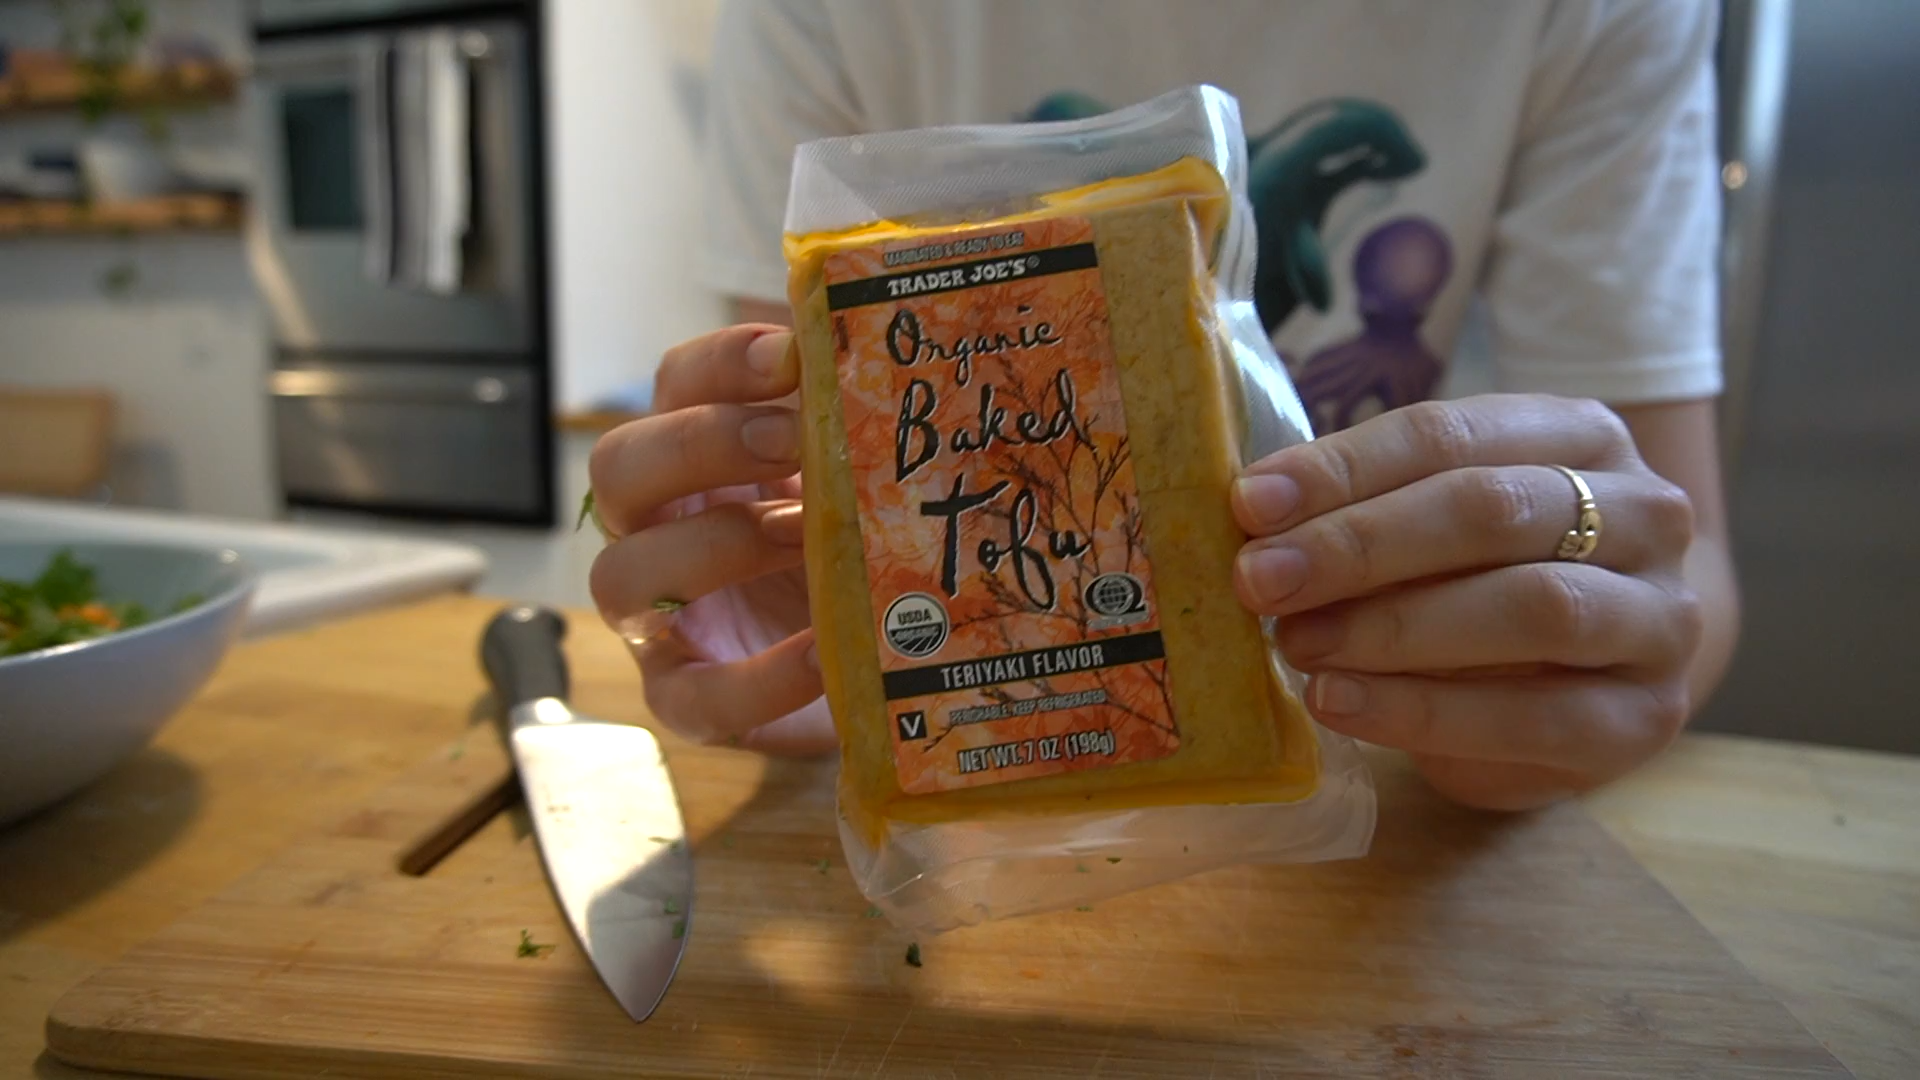 MARINATED & READY TO EAT
TRADER JOE'S®
Organic
Baked
Tofu
USDA
ORGANIC
TERIYAKI FLAVOR
V
PERISHABLE, KEEP REFRIGERATED
NET WT. 7 OZ (198g)